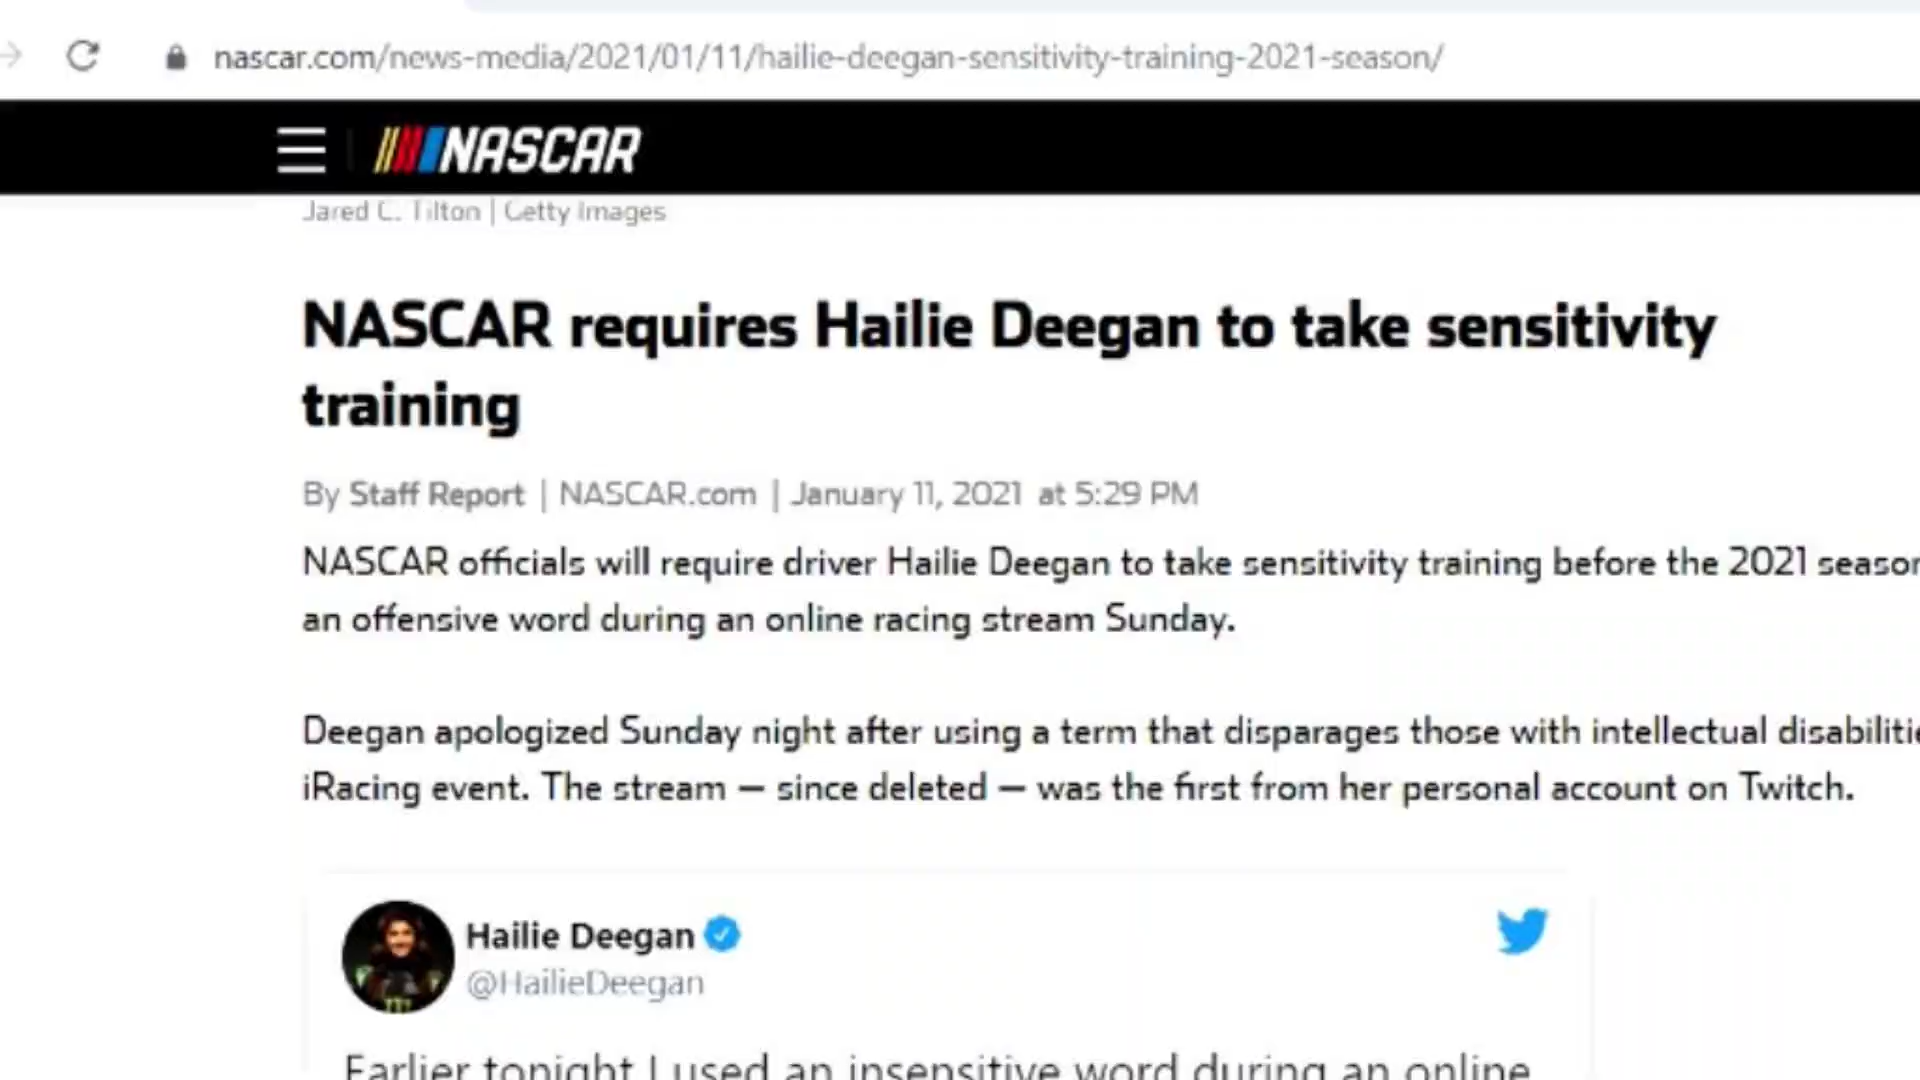 nascar.com/news-media/2021/01/11/hailie-deegan-sensitivity-training-2021-season/
NASCAR
Jared C. Tilton | Getty Images
NASCAR requires Hailie Deegan to take sensitivity
training
By Staff Report | NASCAR.com | January 11, 2021 at 5:29 PM
NASCAR officials will require driver Hailie Deegan to take sensitivity training before the 2021 season
an offensive word during an online racing stream Sunday.
Deegan apologized Sunday night after using a term that disparages those with intellectual disabilitie
iRacing event. The stream — since deleted — was the first from her personal account on Twitch.
Hailie Deegan
@HailieDeegan
Earlier tonight I used an insensitive word during an online